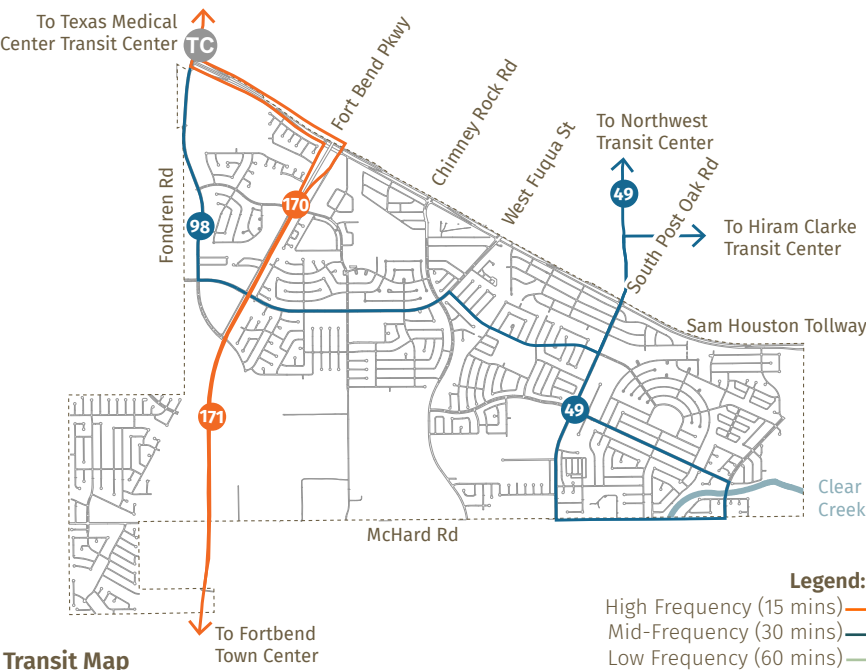 To Texas Medical
Center Transit Center
TC
Fort Bend Pkwy
Chimney Rock Rd
West Fuqua St
To Northwest
Transit Center
49
South Post Oak Rd
To Hiram Clarke
Transit Center
Fondren Rd
98
170
Sam Houston Tollway
171
49
Clear
Creek
McHard Rd
To Fortbend
Town Center
Transit Map
Legend:
High Frequency (15 mins)
Mid-Frequency (30 mins)
Low Frequency (60 mins)